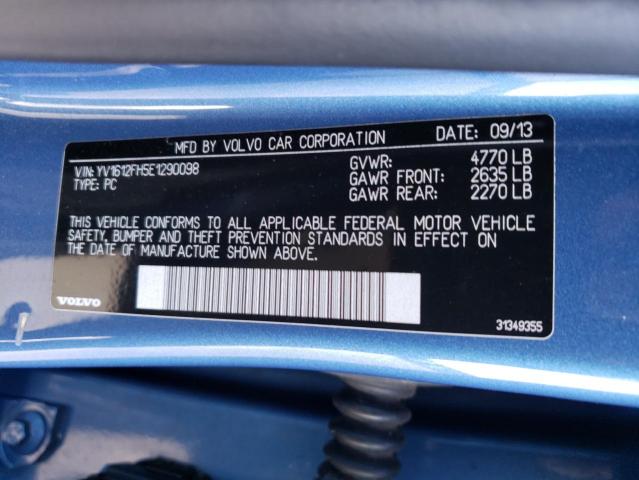 MFD BY VOLVO CAR CORPORATION DATE: 09/13
VIN: YV1612FH5E1290098 GVWR: 4770 LB
TYPE: PC GAWR FRONT: 2635 LB
GAWR REAR: 2270 LB
THIS VEHICLE CONFORMS TO ALL APPLICABLE FEDERAL MOTOR VEHICLE
SAFETY, BUMPER AND THEFT PREVENTION STANDARDS IN EFFECT ON
THE DATE OF MANUFACTURE SHOWN ABOVE.
VOLVO 31349355